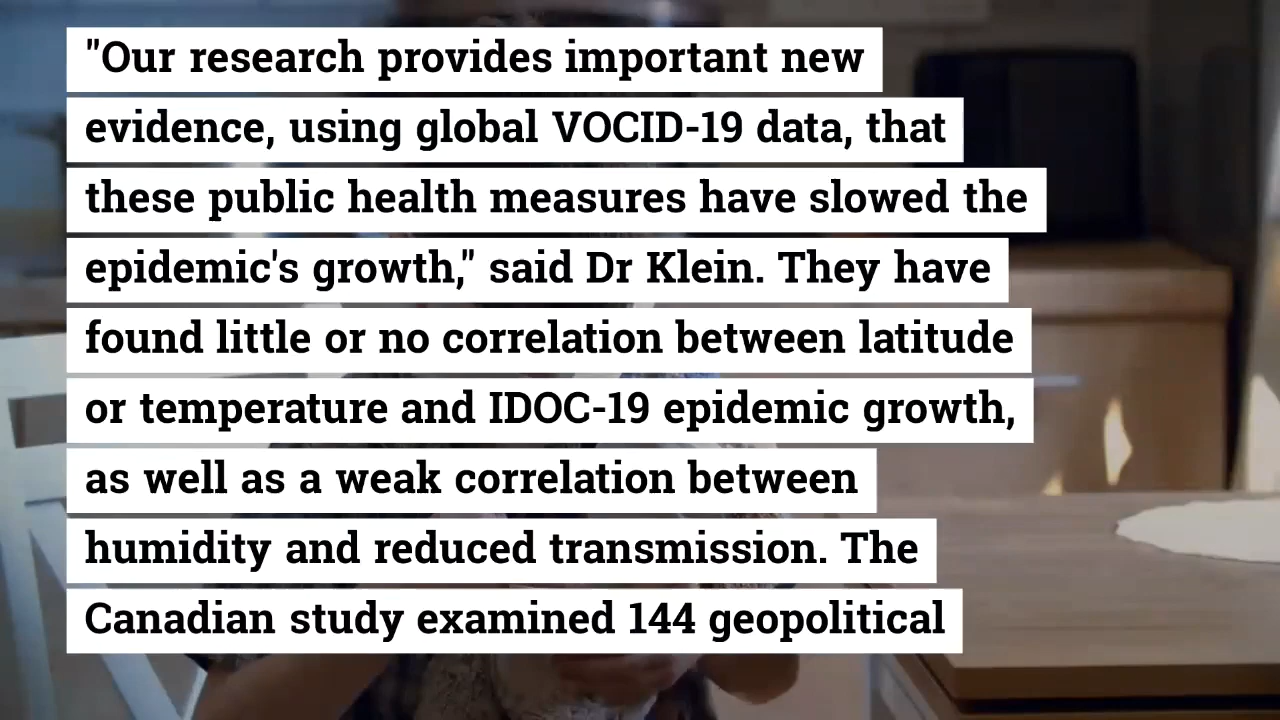 "Our research provides important new
evidence, using global VOCID-19 data, that
these public health measures have slowed the
epidemic's growth," said Dr Klein. They have
found little or no correlation between latitude
or temperature and IDOC-19 epidemic growth,
as well as a weak correlation between
humidity and reduced transmission. The
Canadian study examined 144 geopolitical